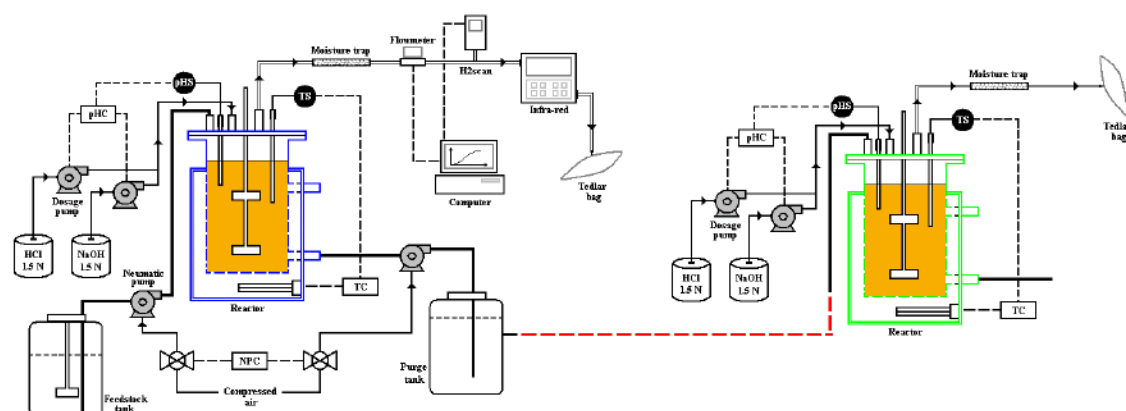 Moisture trap
Flowmeter
H2scan
Infra-red
Tedlar
bag
Computer
pHS
TS
pHC
Dosage
pump
HCl
1.5 N
NaOH
1.5 N
Neumatic
pump
Reactor
TC
NPC
Compressed
air
Feedstock
tank
Purge
tank
Moisture trap
Tedlar
bag
pHS
TS
pHC
Dosage
pump
HCl
1.5 N
NaOH
1.5 N
Reactor
TC